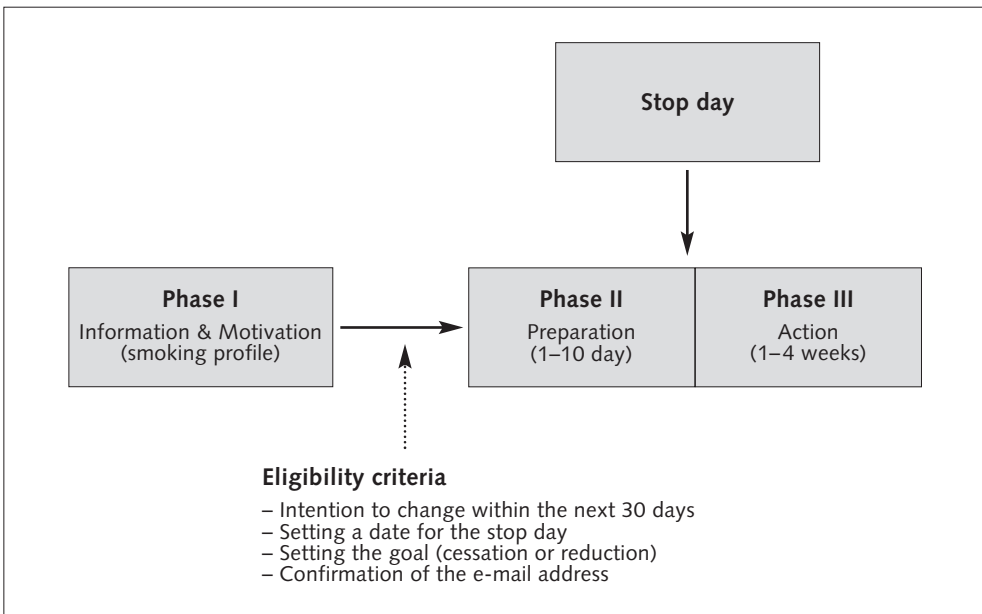 Stop day
Phase I
Information & Motivation
(smoking profile)
Phase II
Preparation
(1–10 day)
Phase III
Action
(1–4 weeks)
Eligibility criteria
– Intention to change within the next 30 days
– Setting a date for the stop day
– Setting the goal (cessation or reduction)
– Confirmation of the e-mail address